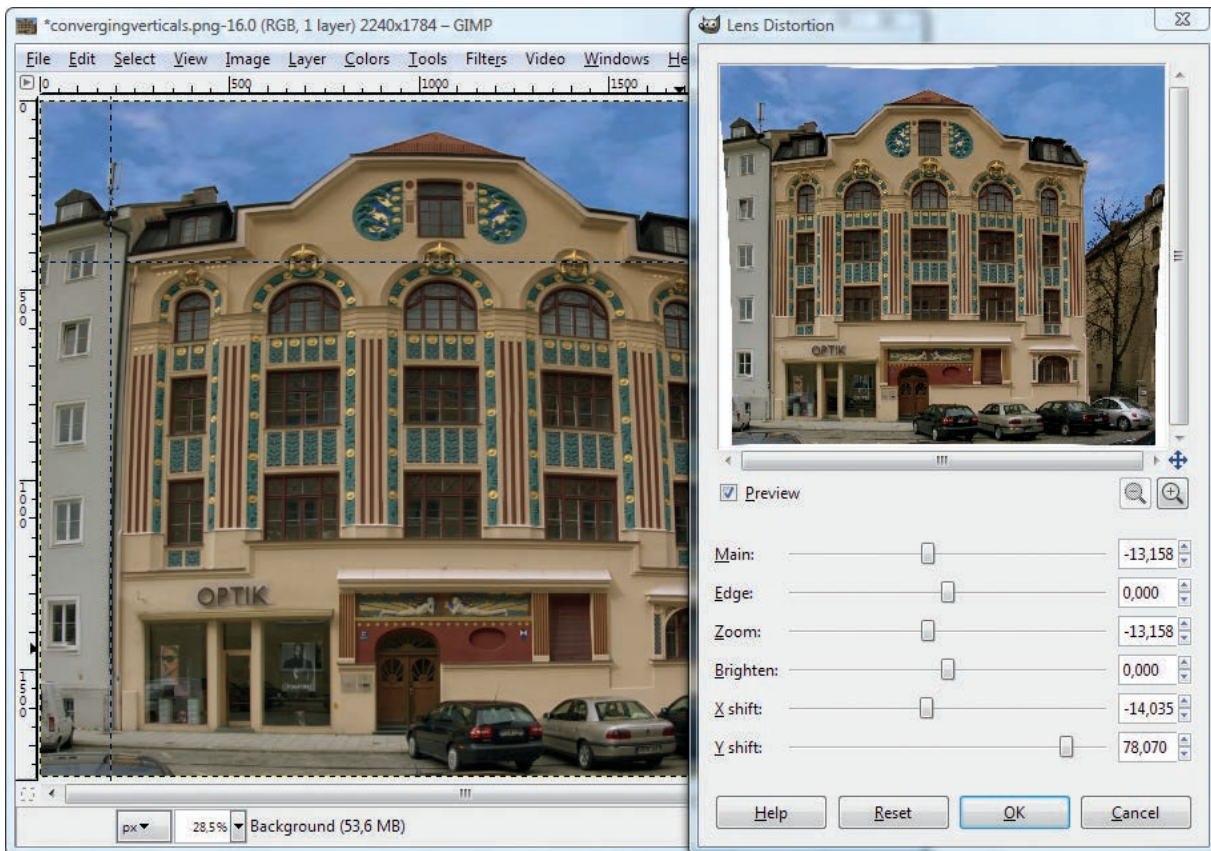 *convergingverticals.png-16.0 (RGB, 1 layer) 2240x1784 – GIMP
File Edit Select View Image Layer Colors Tools Filters Video Windows He
0 500 1000 1500
0
500
1000
1500
OPTIK
px 28,5% Background (53,6 MB)
Lens Distortion
OPTIK
Preview
Main: -13,158
Edge: 0,000
Zoom: -13,158
Brighten: 0,000
X shift: -14,035
Y shift: 78,070
Help Reset OK Cancel